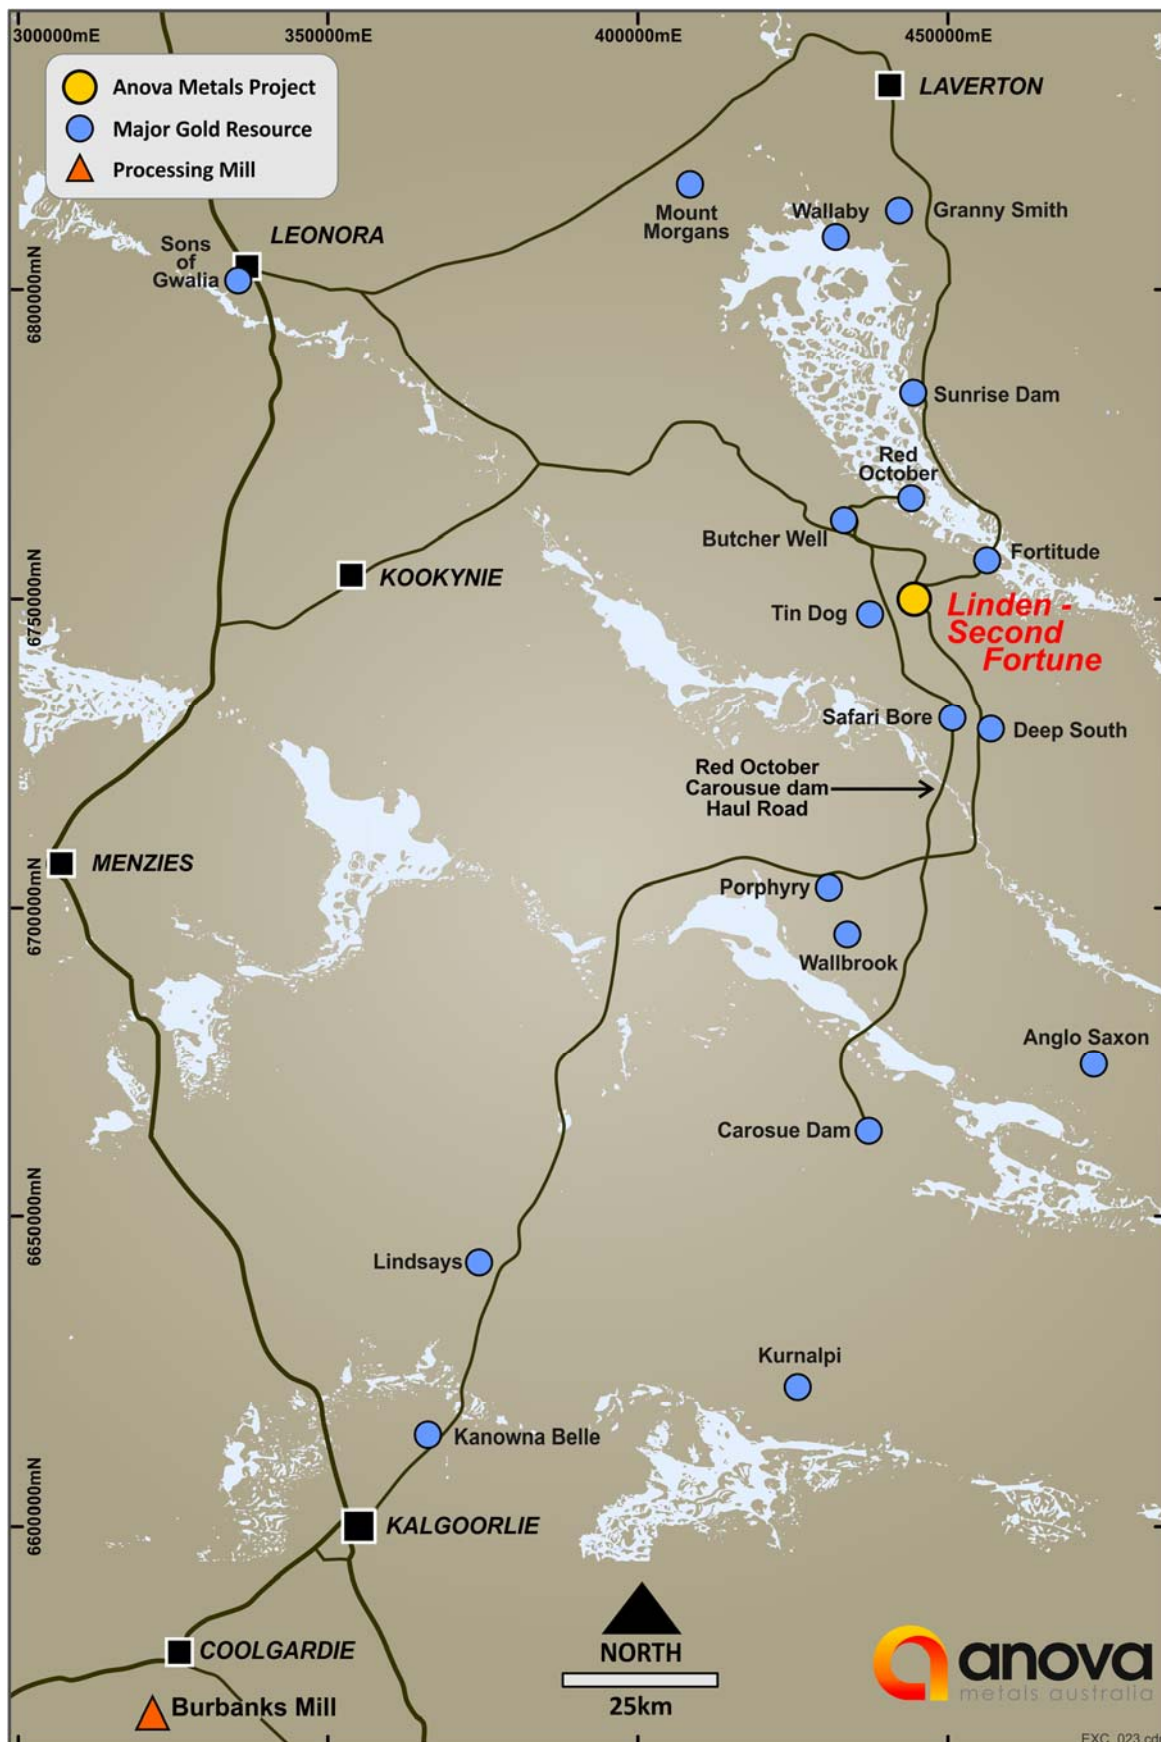 300000mE
350000mE
400000mE
450000mE
Anova Metals Project
Major Gold Resource
Processing Mill
LAVERTON
Mount
Morgans
Wallaby
Granny Smith
LEONORA
Sons
of
Gwalia
6800000mN
Sunrise Dam
Red
October
Butcher Well
Fortitude
KOOKYNIE
6750000mN
Tin Dog
Linden -
Second
Fortune
Safari Bore
Deep South
Red October
Carousue dam
Haul Road
MENZIES
Porphyry
6700000mN
Wallbrook
Anglo Saxon
Carosue Dam
6650000mN
Lindsays
Kurnalpi
Kanowna Belle
6600000mN
KALGOORLIE
COOLGARDIE
Burbanks Mill
NORTH
25km
anova
metals australia
EXC_023.cdr